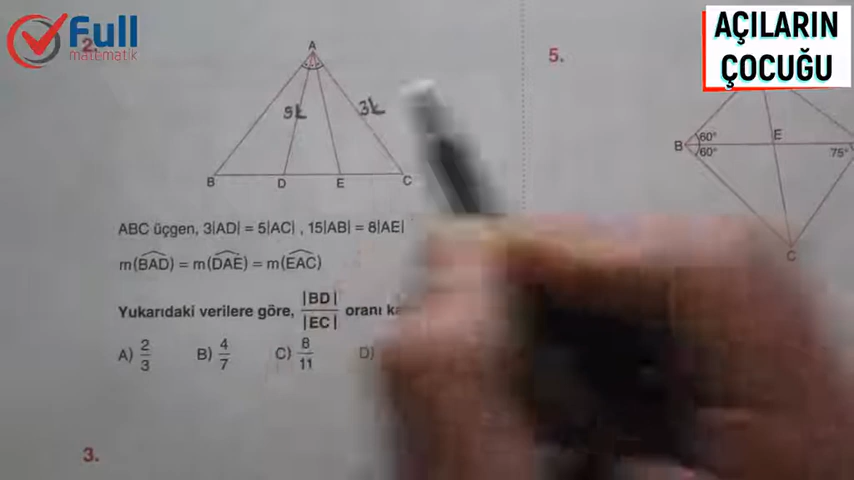 Full
matematik
AÇILARIN
ÇOCUĞU
2.
A
5k
3k
B
D
E
C
ABC üçgen, 3|AD| = 5|AC| , 15|AB| = 8|AE|
m(BAD) = m(DAE) = m(EAC)
Yukarıdaki verilere göre, |BD| / |EC| oranı
A) 2/3 B) 4/7 C) 8/11 D)
3.
5.
B
60°
60°
E
75°
C